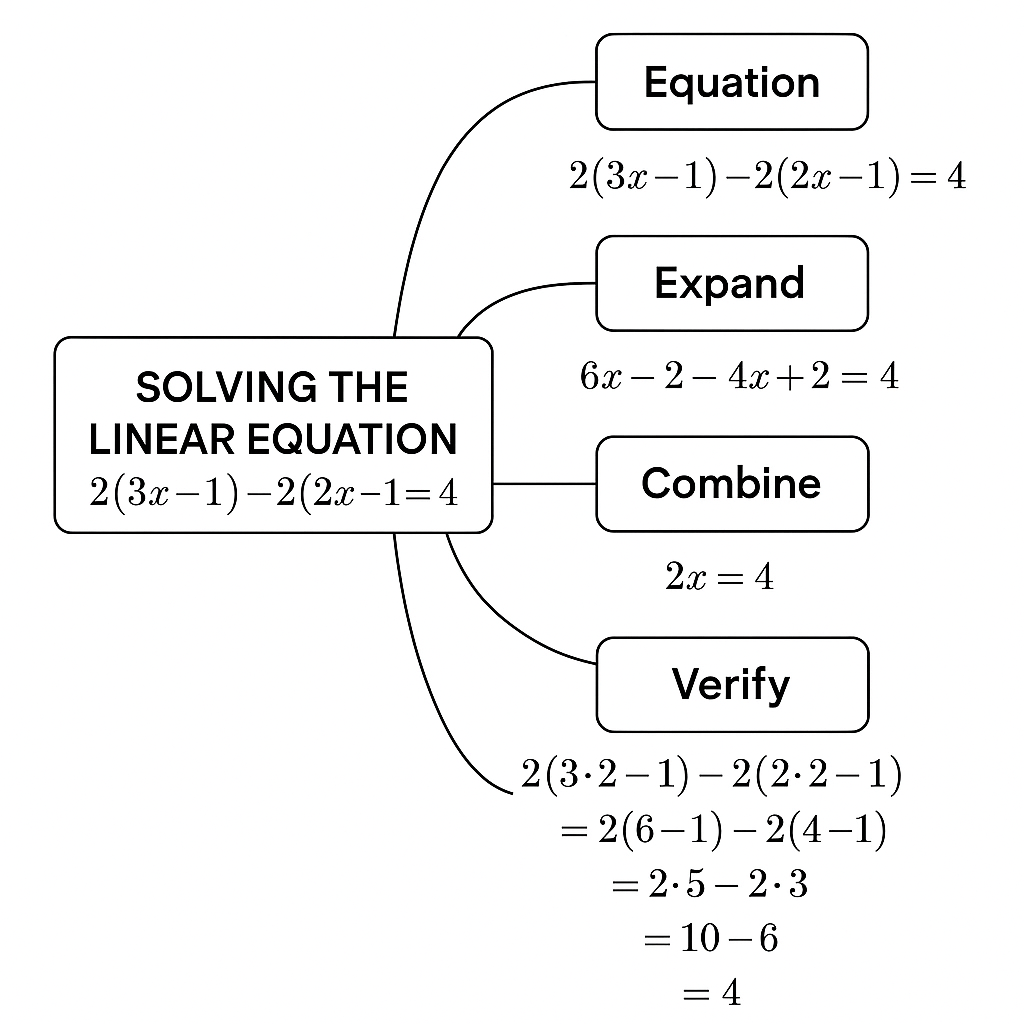 SOLVING THE
LINEAR EQUATION
2(3x−1)−2(2x−1=4
Equation
2(3x−1)−2(2x−1)=4
Expand
6x−2−4x+2=4
Combine
2x=4
Verify
2(3·2−1)−2(2·2−1)
=2(6−1)−2(4−1)
=2·5−2·3
=10−6
=4